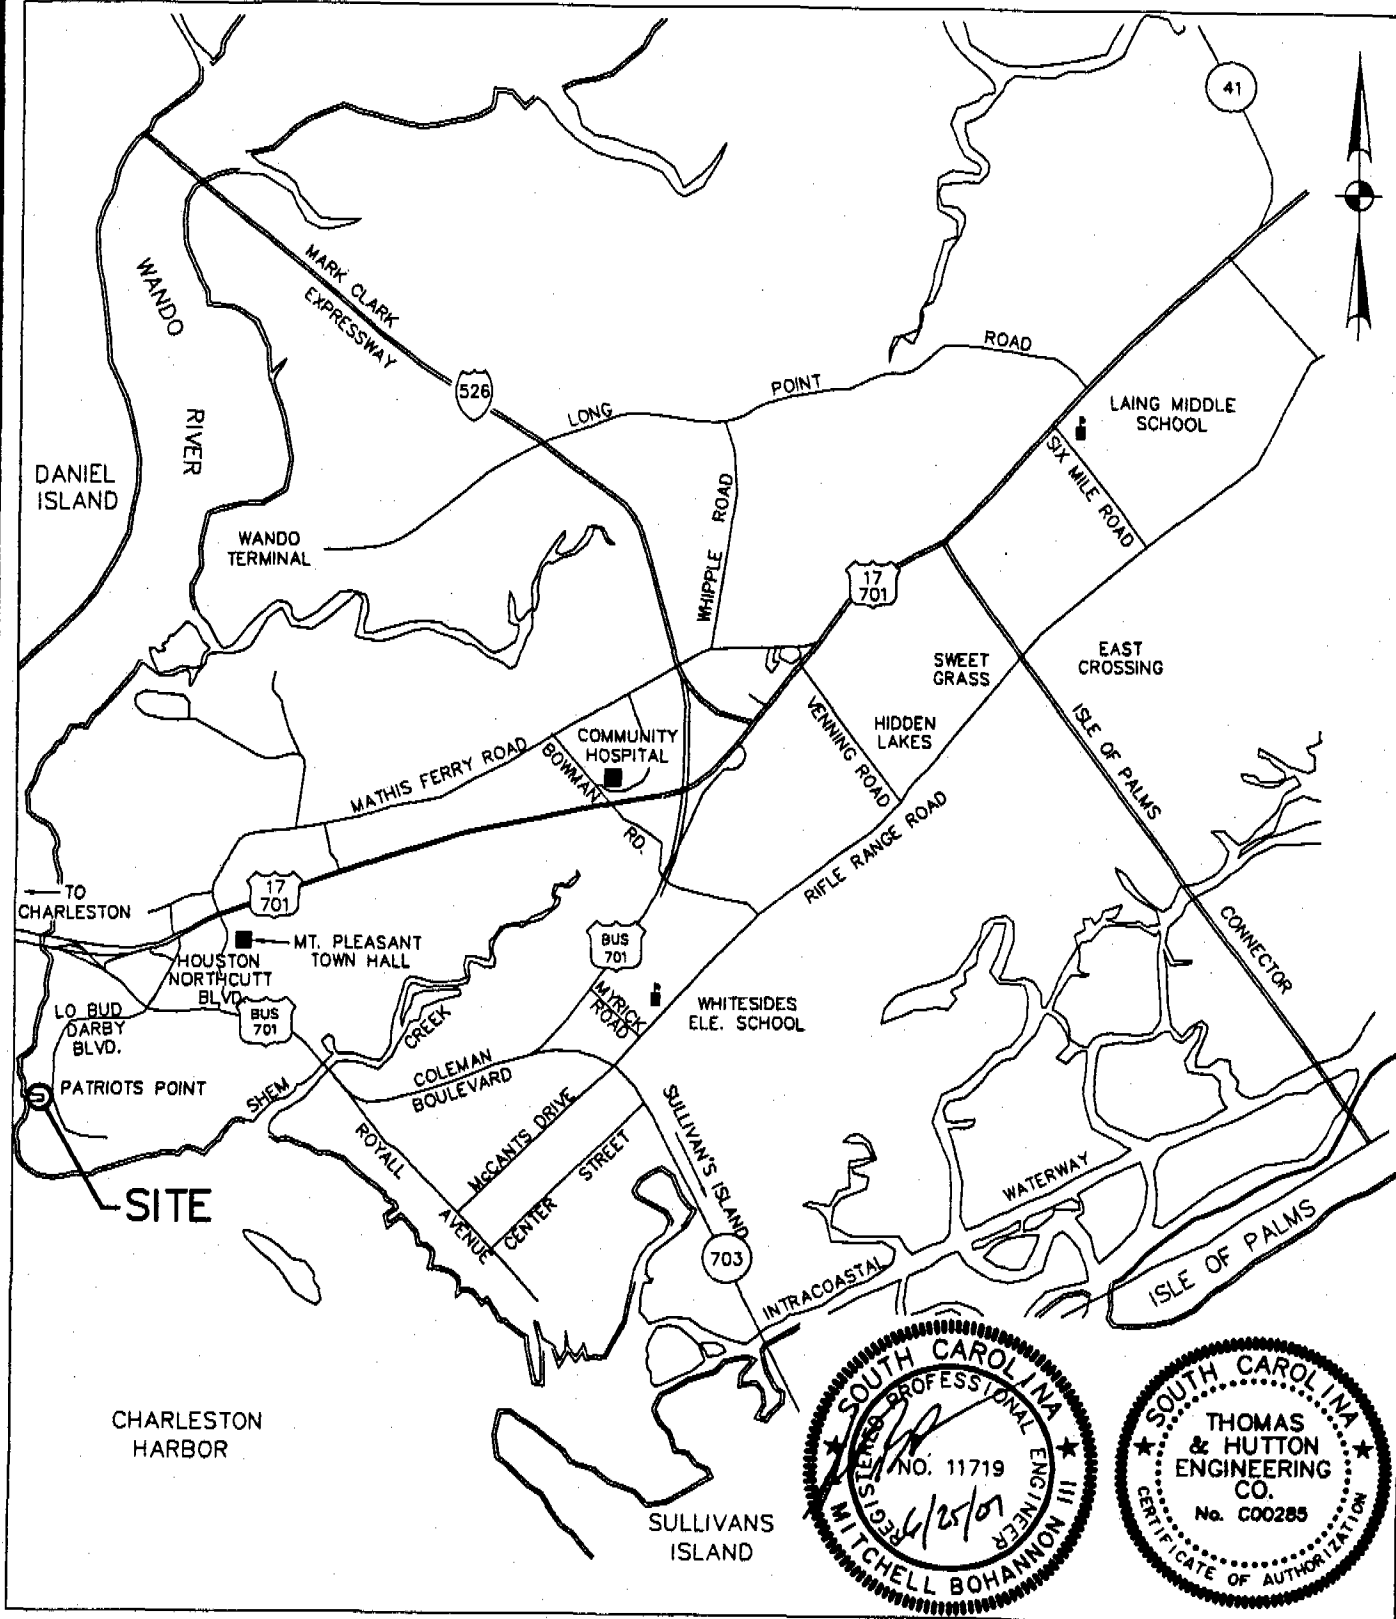 41
MARK CLARK
EXPRESSWAY
WANDO
RIVER
526
LONG
POINT
ROAD
LAING MIDDLE
SCHOOL
SIX MILE ROAD
DANIEL
ISLAND
WANDO
TERMINAL
WHIPPLE ROAD
17
701
SWEET
GRASS
EAST
CROSSING
HIDDEN
LAKES
VENNING ROAD
ISLE OF PALMS
CONNECTOR
COMMUNITY
HOSPITAL
MATHIS FERRY ROAD
BOWMAN
RD.
RIFLE RANGE ROAD
TO
CHARLESTON
17
701
MT. PLEASANT
TOWN HALL
HOUSTON
NORTHCUTT
BLVD.
BUS
701
BUS
701
LO BUD
DARBY
BLVD.
MYRICK
ROAD
WHITESIDES
ELE. SCHOOL
SHEM
CREEK
COLEMAN
BOULEVARD
PATRIOTS POINT
SITE
ROYALL
AVENUE
McCANTS DRIVE
CENTER STREET
SULLIVAN'S ISLAND
703
INTRACOASTAL
WATERWAY
ISLE OF PALMS
CHARLESTON
HARBOR
SULLIVANS
ISLAND
SOUTH CAROLINA
REGISTERED PROFESSIONAL ENGINEER
NO. 11719
6/25/07
MITCHELL BOHANNON III
SOUTH CAROLINA
THOMAS
& HUTTON
ENGINEERING
CO.
No. C00285
CERTIFICATE OF AUTHORIZATION